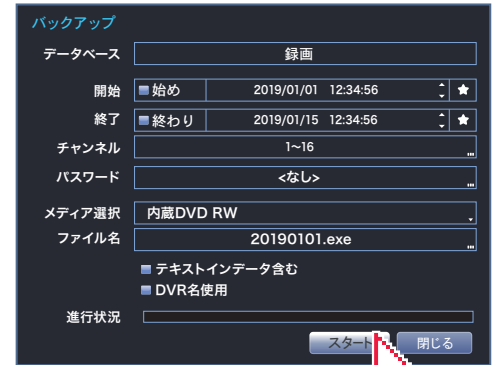 バックアップ
データベース 録画
開始 始め 2019/01/01 12:34:56
終了 終わり 2019/01/15 12:34:56
チャンネル 1~16
パスワード <なし>
メディア選択 内蔵DVD RW
ファイル名 20190101.exe
テキストインデータ含む
DVR名使用
進行状況
スタート 閉じる